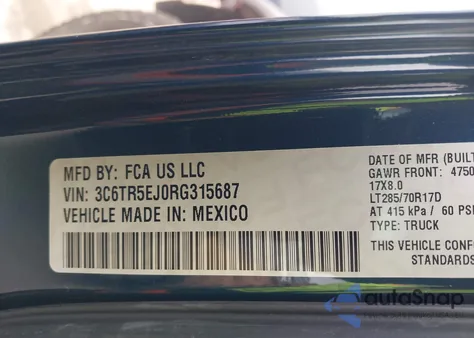 MFD BY: FCA US LLC
VIN: 3C6TR5EJ0RG315687
VEHICLE MADE IN: MEXICO
DATE OF MFR (BUILT
GAWR FRONT: 4750
17X8.0
LT285/70R17D
AT 415 kPa / 60 PSI
TYPE: TRUCK
THIS VEHICLE CONF
STANDARDS
autoSnap